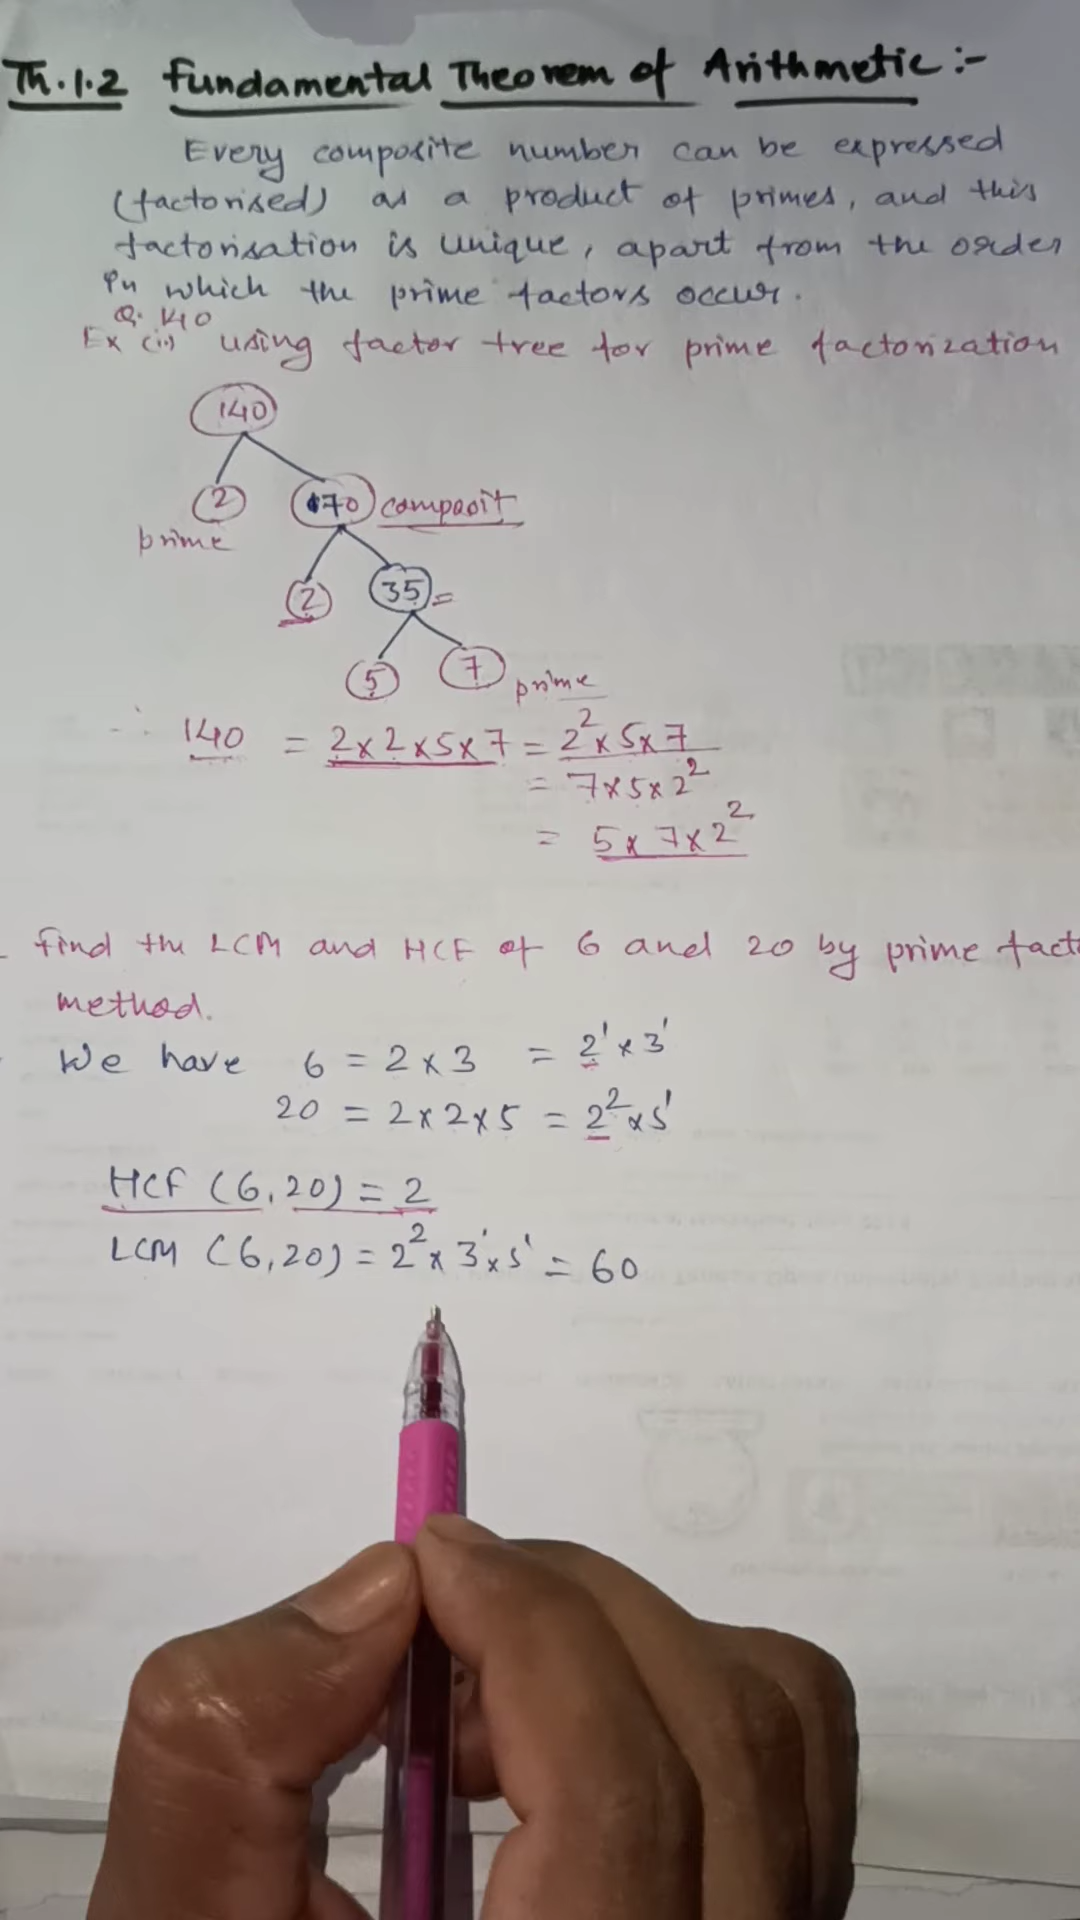 Th.1.2 Fundamental Theorem of Arithmetic :-
Every composite number can be expressed
(factorised) as a product of primes, and this
factorisation is unique, apart from the order
in which the prime factors occur.
Q. 140
Ex (i) using factor tree for prime factorization
140
2 70 composit
prime
2 35 =
5 7 prime
∴ 140 = 2 × 2 × 5 × 7 = 2² × 5 × 7
= 7 × 5 × 2²
= 5 × 7 × 2²
find the LCM and HCF of 6 and 20 by prime fact
method.
We have 6 = 2 × 3 = 2¹ × 3¹
20 = 2 × 2 × 5 = 2² × 5¹
HCF (6, 20) = 2
LCM (6, 20) = 2² × 3¹ × 5¹ = 60